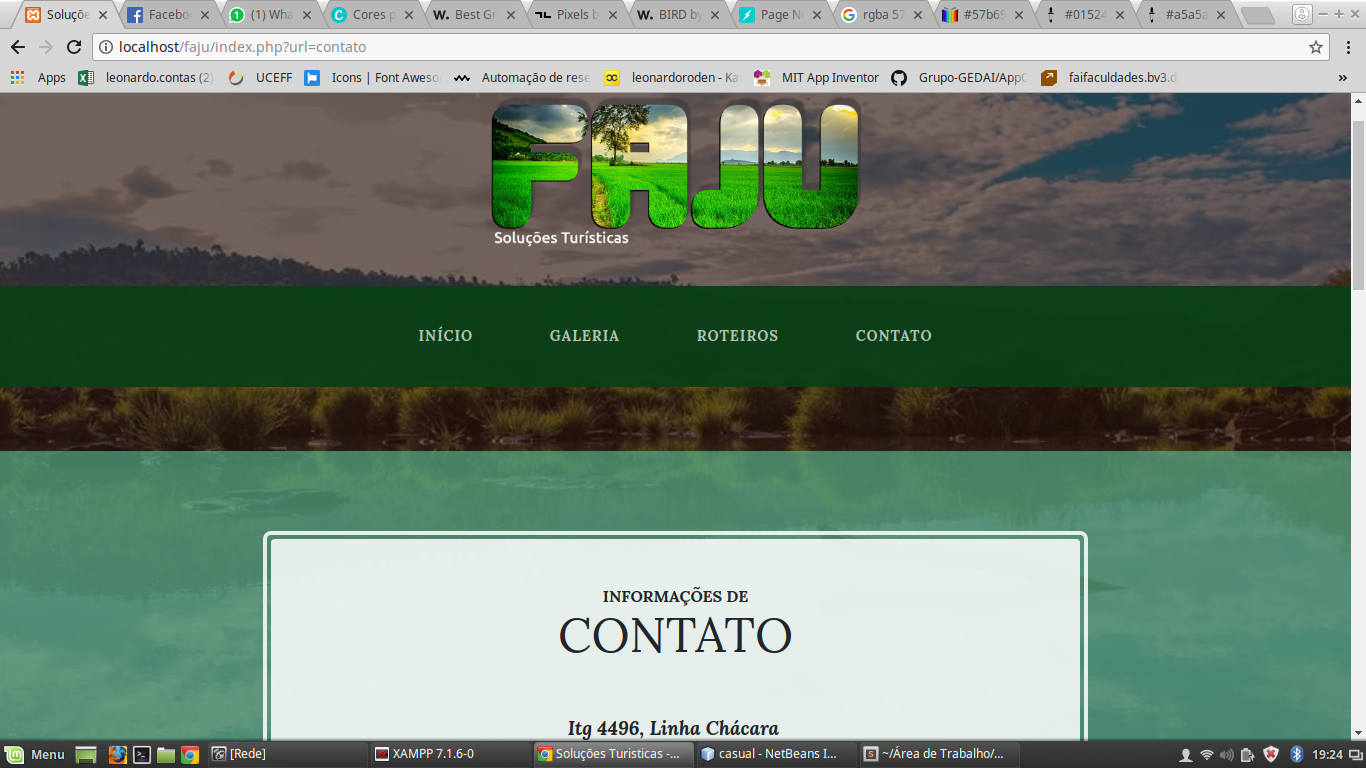 Soluçõe
Facebo
(1) Wha
Cores p
Best Gr
Pixels b
BIRD by
Page No
rgba 57
#57b69
#01524
#a5a5a
localhost/faju/index.php?url=contato
Apps
leonardo.contas (2)
UCEFF
Icons | Font Aweso
Automação de rese
leonardoroden - Ka
MIT App Inventor
Grupo-GEDAI/AppC
faifaculdades.bv3.d
»
FAJU
Soluções Turísticas
INÍCIO GALERIA ROTEIROS CONTATO
INFORMAÇÕES DE
CONTATO
Itg 4496, Linha Chácara
Menu
[Rede]
XAMPP 7.1.6-0
Soluções Turisticas -...
casual - NetBeans I...
~/Área de Trabalho/...
19:24